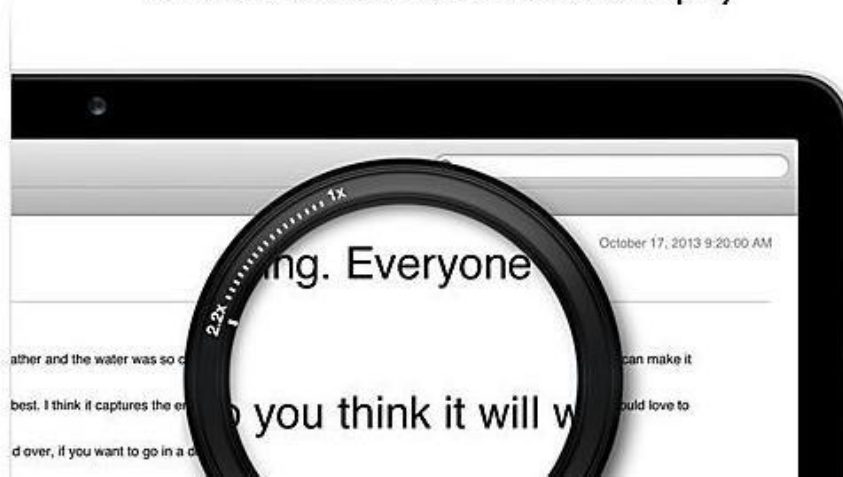 1x
2.2x
October 17, 2013 9:20:00 AM
ing. Everyone
ather and the water was so
can make it
you think it will
best. I think it captures the
ould love to
d over, if you want to go in a